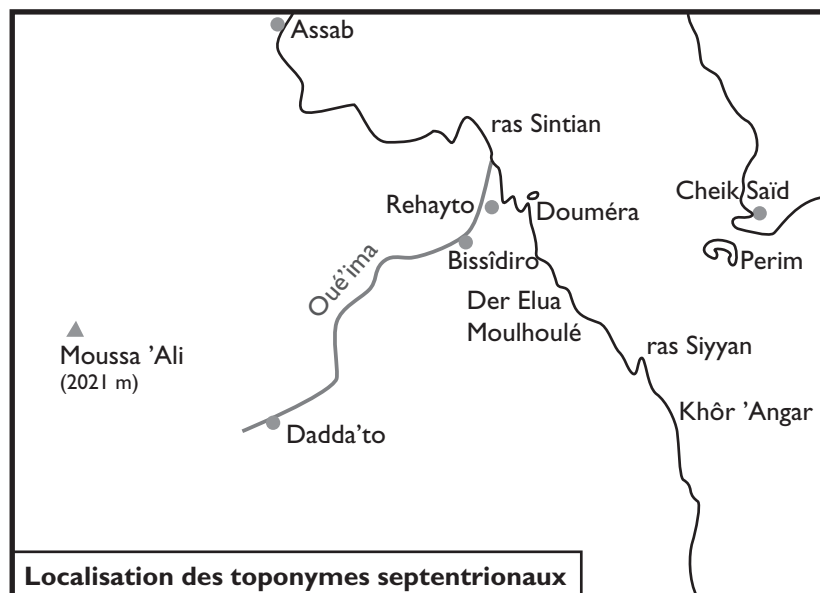 Assab
ras Sintian
Cheik Saïd
Rehayto
Douméra
Bissîdiro
Perim
Oué'ima
Der Elua
Moulhoulé
ras Siyyan
Moussa 'Ali
(2021 m)
Khôr 'Angar
Dadda'to
Localisation des toponymes septentrionaux